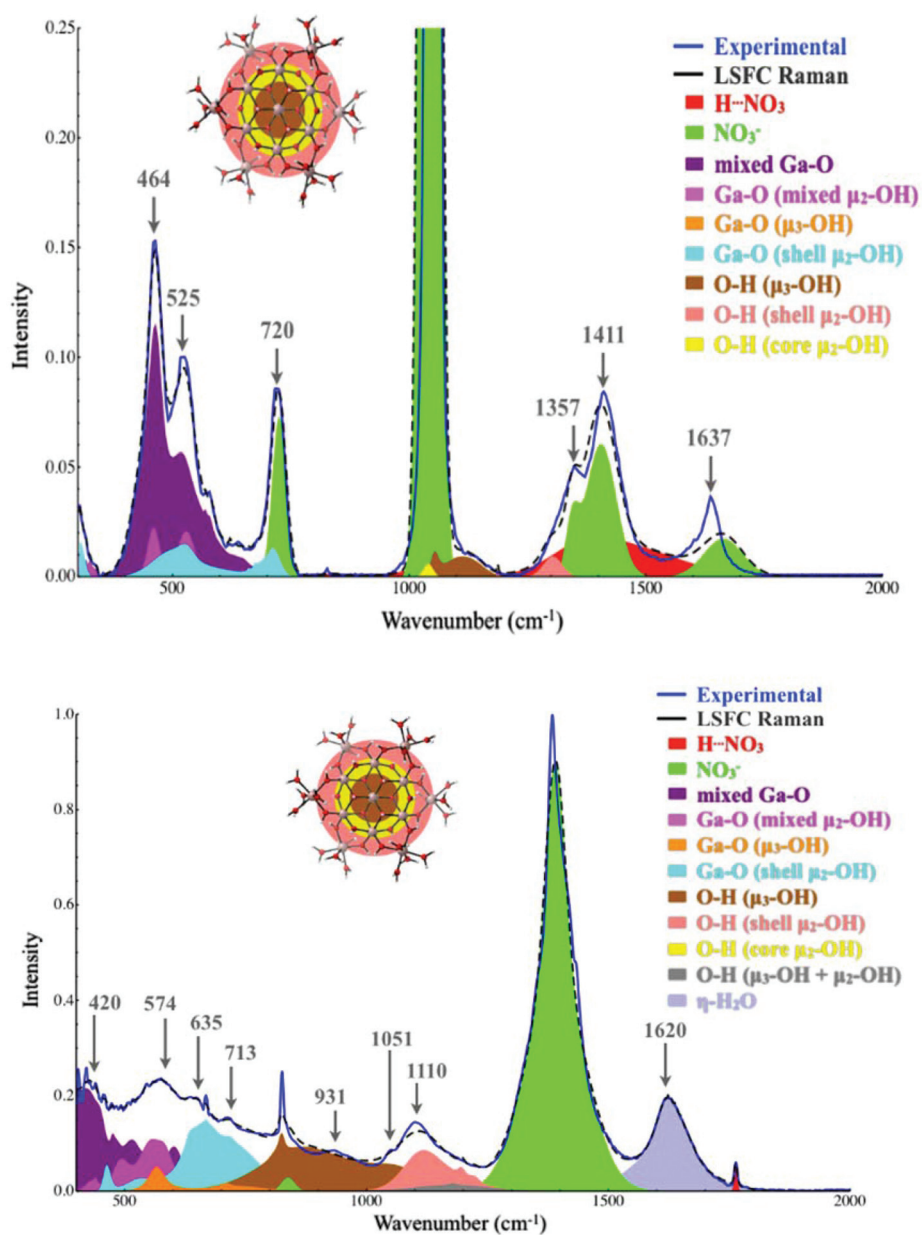 0.25
0.20
0.15
0.10
0.05
0.00
Intensity
464
525
720
1357
1411
1637
500
1000
1500
2000
Wavenumber (cm⁻¹)
Experimental
LSFC Raman
H···NO₃
NO₃⁻
mixed Ga-O
Ga-O (mixed μ₂-OH)
Ga-O (μ₃-OH)
Ga-O (shell μ₂-OH)
O-H (μ₃-OH)
O-H (shell μ₂-OH)
O-H (core μ₂-OH)
1.0
0.8
0.6
0.4
0.2
0.0
Intensity
420
574
635
713
931
1051
1110
1620
500
1000
1500
2000
Wavenumber (cm⁻¹)
Experimental
LSFC Raman
H···NO₃
NO₃⁻
mixed Ga-O
Ga-O (mixed μ₂-OH)
Ga-O (μ₃-OH)
Ga-O (shell μ₂-OH)
O-H (μ₃-OH)
O-H (shell μ₂-OH)
O-H (core μ₂-OH)
O-H (μ₃-OH + μ₂-OH)
η-H₂O